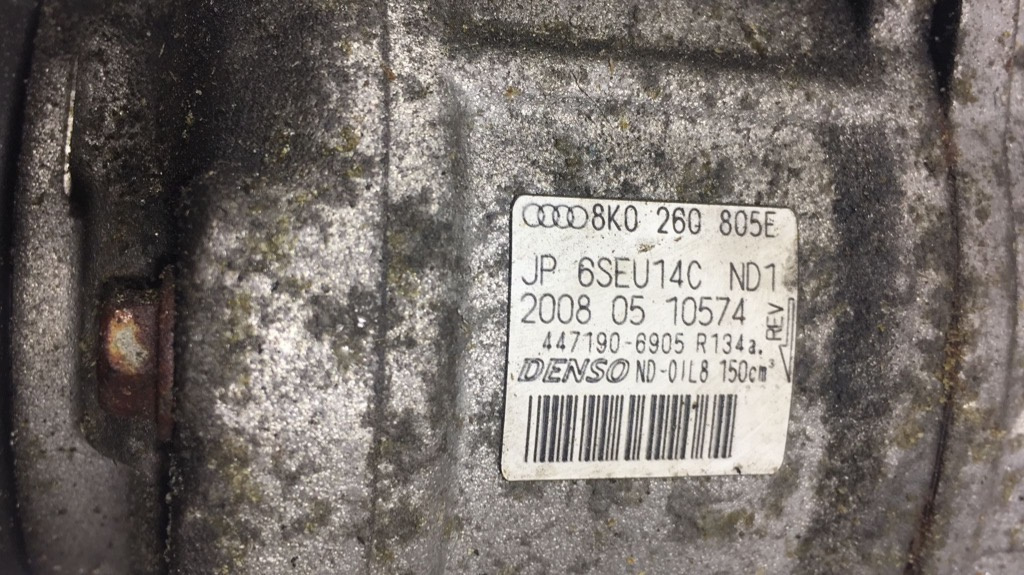 8K0 260 805E
JP 6SEU14C ND1
2008 05 10574
447190-6905 R134a.
DENSO ND-OIL8 150cm³
REV